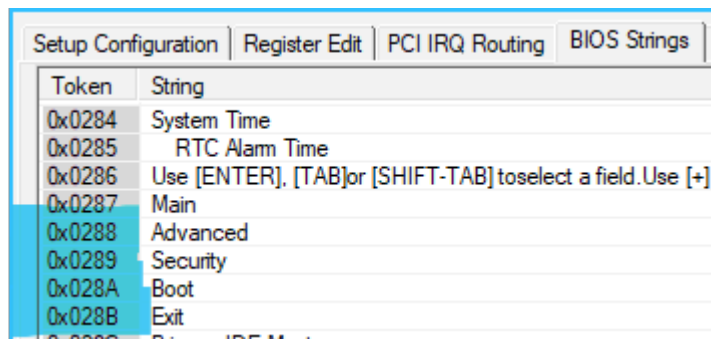 Setup Configuration Register Edit PCI IRQ Routing BIOS Strings
Token String
0x0284 System Time
0x0285 RTC Alarm Time
0x0286 Use [ENTER], [TAB]or [SHIFT-TAB] toselect a field.Use [+]
0x0287 Main
0x0288 Advanced
0x0289 Security
0x028A Boot
0x028B Exit